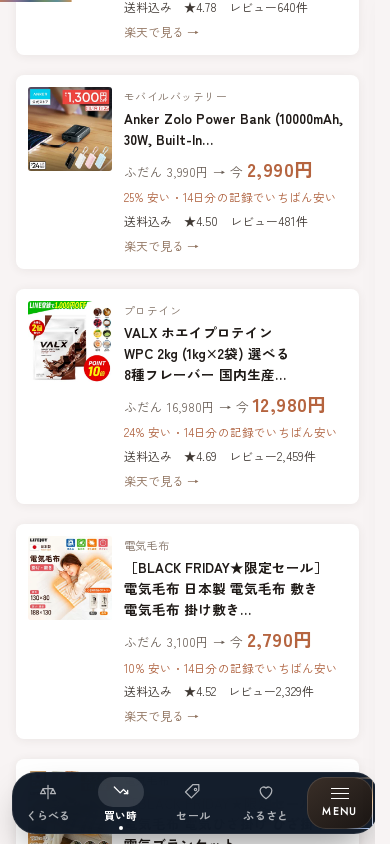 送料込み ★4.78 レビュー640件
楽天で見る →
モバイルバッテリー
Anker Zolo Power Bank (10000mAh,
30W, Built-In...
ふだん 3,990円 → 今 2,990円
25% 安い・14日分の記録でいちばん安い
送料込み ★4.50 レビュー481件
楽天で見る →
プロテイン
VALX
VALX ホエイプロテイン
WPC 2kg (1kg×2袋) 選べる
8種フレーバー 国内生産...
ふだん 16,980円 → 今 12,980円
24% 安い・14日分の記録でいちばん安い
送料込み ★4.69 レビュー2,459件
楽天で見る →
電気毛布
電気毛布
［BLACK FRIDAY★限定セール］
電気毛布 日本製 電気毛布 敷き
電気毛布 掛け敷き...
ふだん 3,100円 → 今 2,790円
10% 安い・14日分の記録でいちばん安い
送料込み ★4.52 レビュー2,329件
楽天で見る →
くらべる
買い時
セール
ふるさと
MENU